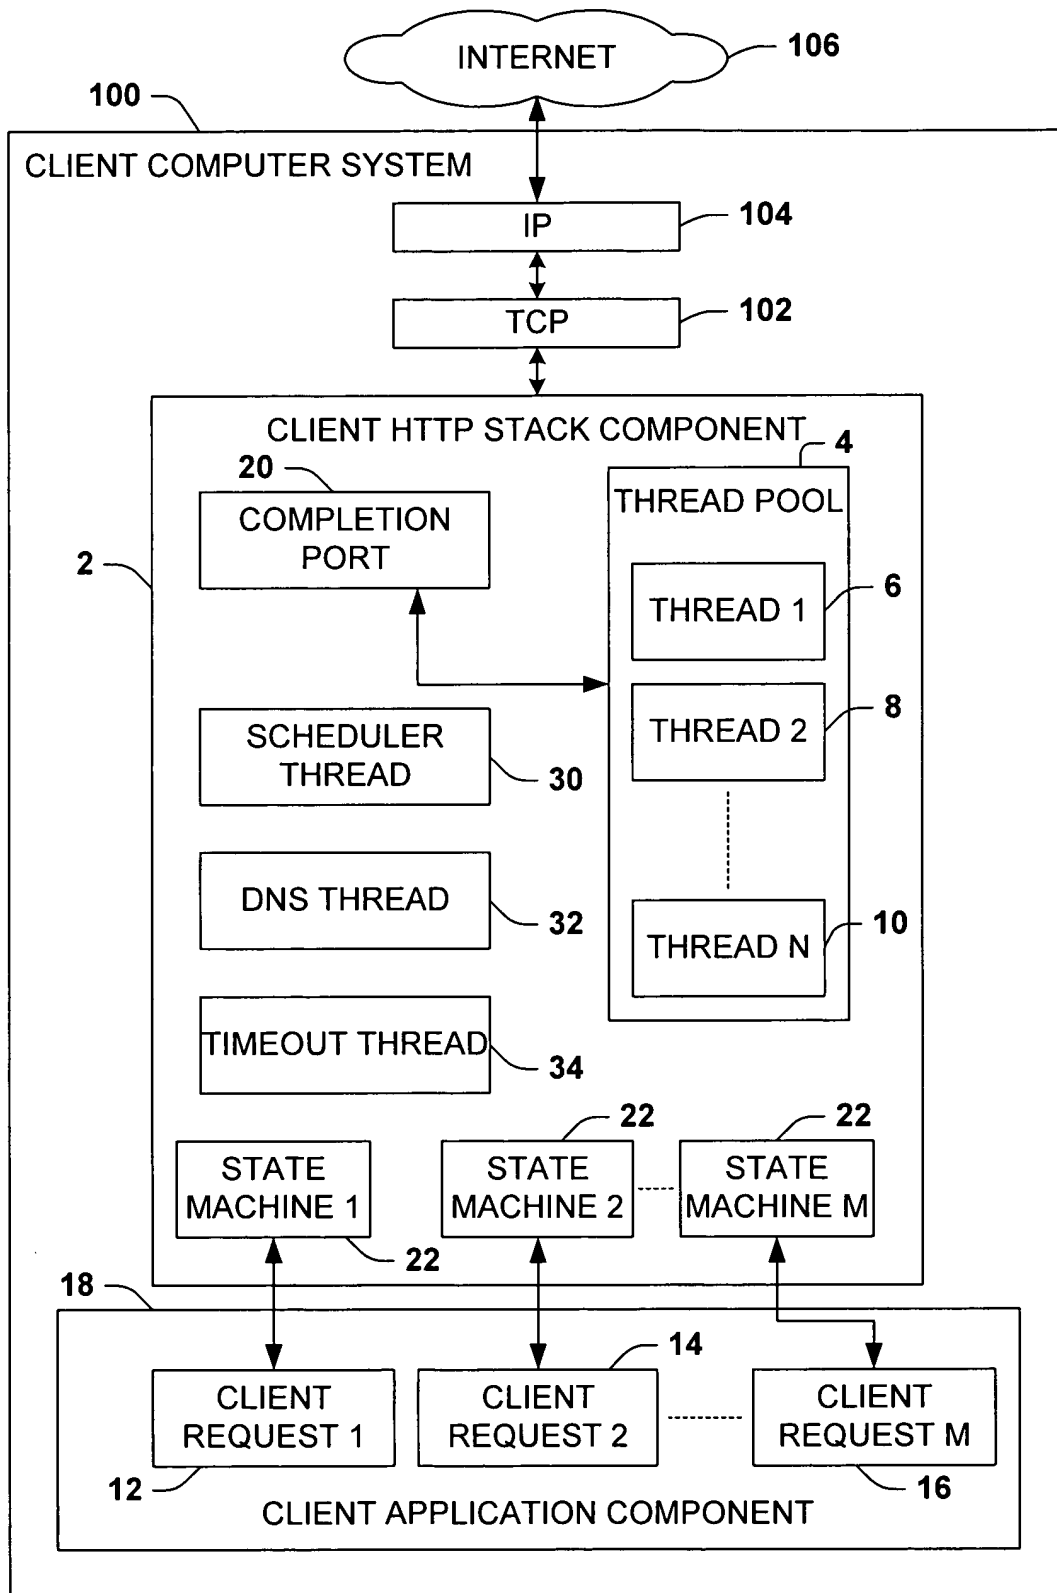 INTERNET
106
100
CLIENT COMPUTER SYSTEM
IP
104
TCP
102
CLIENT HTTP STACK COMPONENT
20
4
COMPLETION
PORT
THREAD POOL
2
THREAD 1
6
THREAD 2
8
SCHEDULER
THREAD
30
DNS THREAD
32
THREAD N
10
TIMEOUT THREAD
34
STATE
MACHINE 1
22
22
STATE
MACHINE 2
22
STATE
MACHINE M
18
CLIENT
REQUEST 1
12
14
CLIENT
REQUEST 2
CLIENT
REQUEST M
16
CLIENT APPLICATION COMPONENT